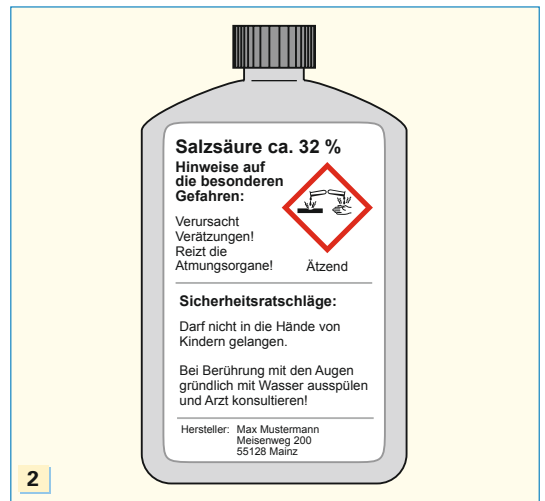 Salzsäure ca. 32 %
Hinweise auf
die besonderen
Gefahren:
Verursacht
Verätzungen!
Reizt die
Atmungsorgane!
Ätzend
Sicherheitsratschläge:
Darf nicht in die Hände von
Kindern gelangen.
Bei Berührung mit den Augen
gründlich mit Wasser ausspülen
und Arzt konsultieren!
Hersteller: Max Mustermann
Meisenweg 200
55128 Mainz
2